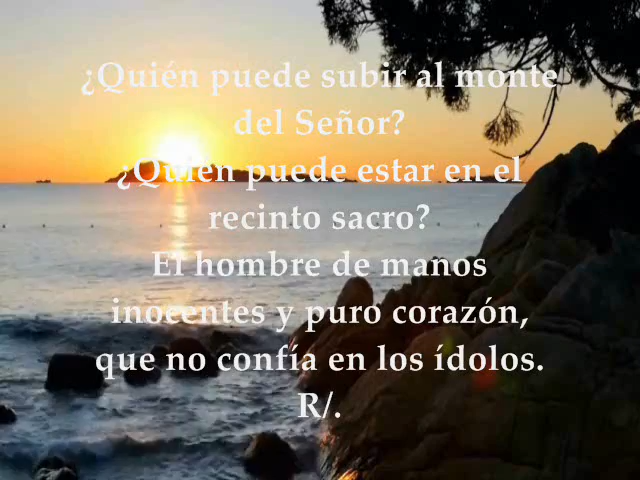 ¿Quién puede subir al monte
del Señor?
¿Quién puede estar en el
recinto sacro?
El hombre de manos
inocentes y puro corazón,
que no confía en los ídolos.
R/.